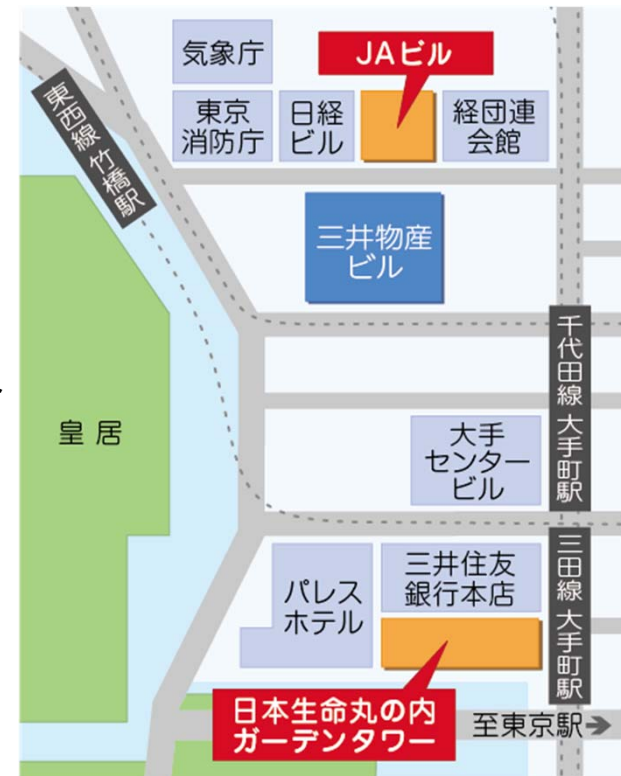 気象庁
JAビル
東京
消防庁
日経
ビル
経団連
会館
東西線 竹橋駅
三井物産
ビル
千代田線 大手町駅
皇居
大手
センター
ビル
三田線 大手町駅
パレス
ホテル
三井住友
銀行本店
日本生命丸の内
ガーデンタワー
至東京駅➔